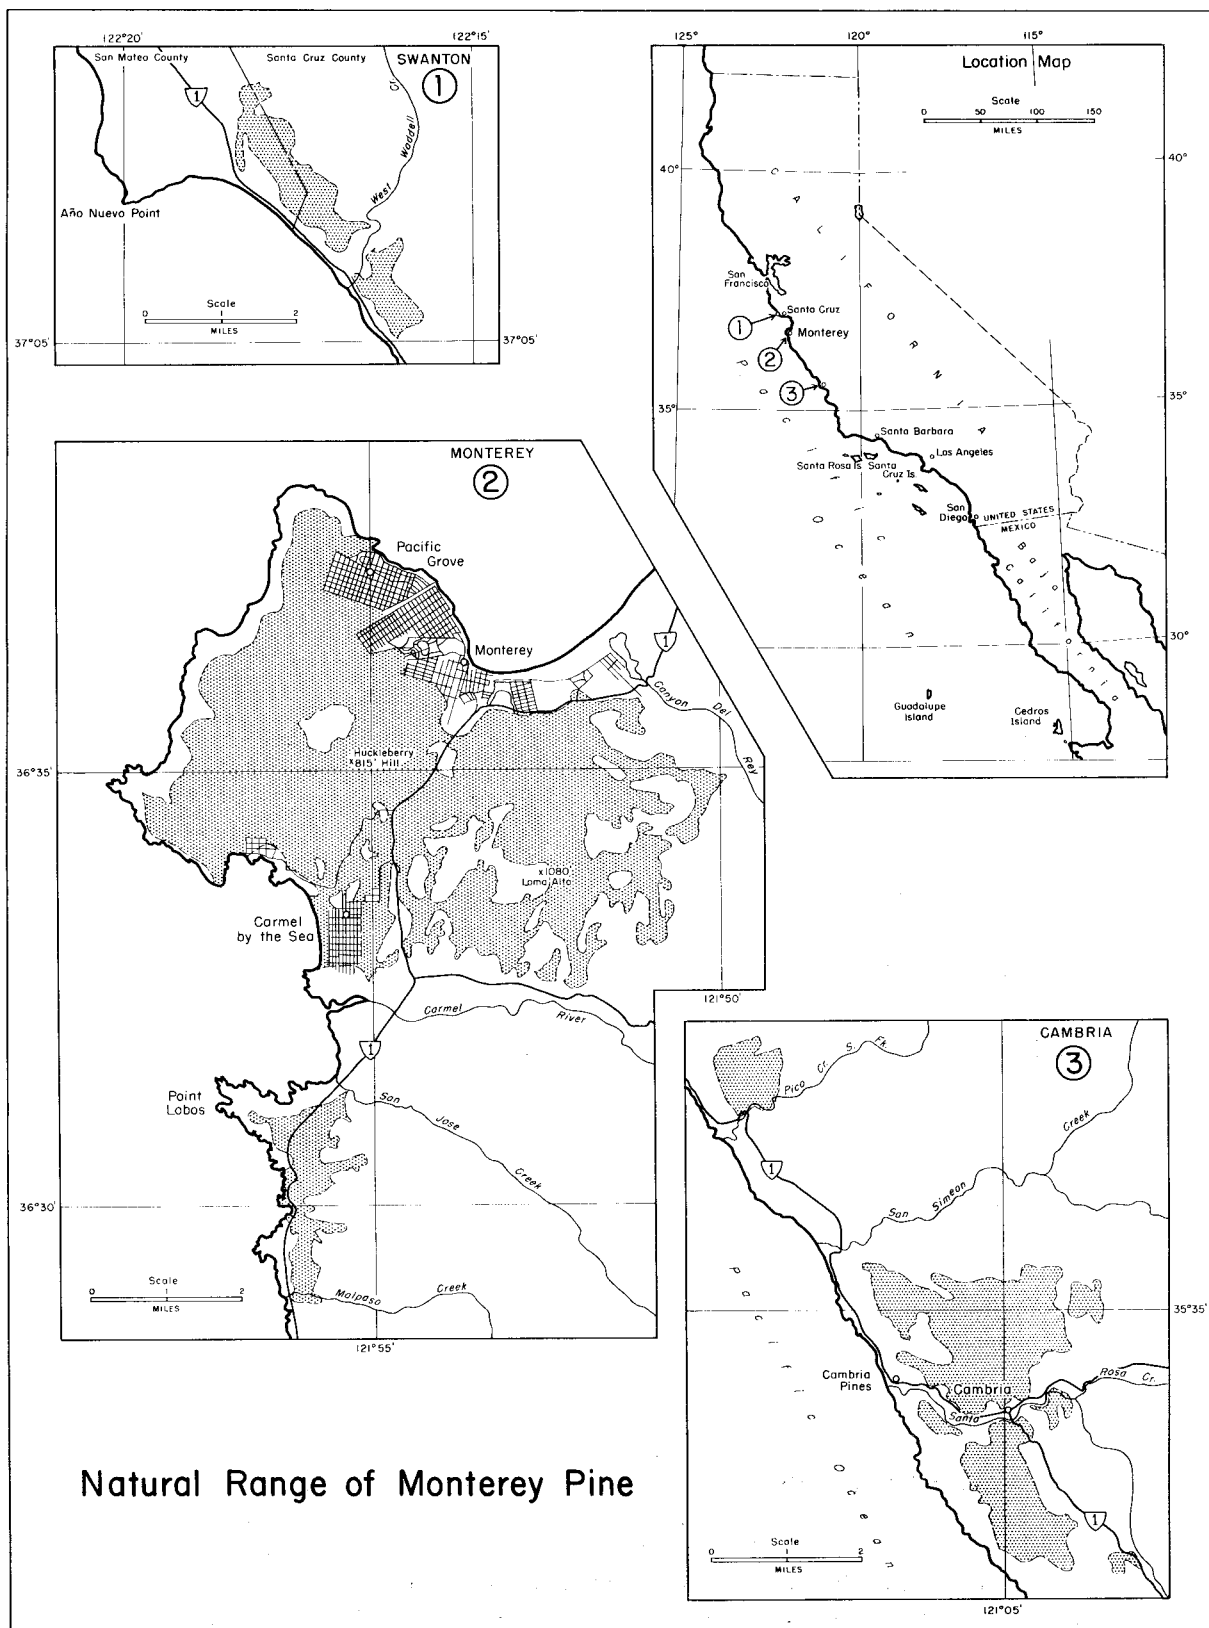 122°20'
122°15'
San Mateo County
Santa Cruz County
SWANTON
1
1
West Waddell Cr.
Año Nuevo Point
Scale
0 1 2
MILES
37°05'
37°05'
125°
120°
115°
Location Map
Scale
0 50 100 150
MILES
40°
40°
CALIFORNIA
San
Francisco
Santa Cruz
1
Monterey
2
3
35°
35°
Pacific Ocean
Santa Barbara
Los Angeles
Santa Rosa Is
Santa
Cruz Is
San
Diego
UNITED STATES
MEXICO
Baja
California
30°
Guadalupe
Island
Cedros
Island
MONTEREY
2
Pacific
Grove
Monterey
1
Canyon Del Rey
Huckleberry
x815' Hill
36°35'
x1080'
Loma Alta
Carmel
by the Sea
121°50'
Carmel River
1
Point
Lobos
San Jose Creek
36°30'
Scale
0 1 2
MILES
Malpaso Creek
121°55'
CAMBRIA
3
Pico Cr. S. Fk.
1
San Simeon Creek
35°35'
Pacific Ocean
Cambria
Pines
Cambria
Santa Rosa Cr.
1
Scale
0 1 2
MILES
121°05'
Natural Range of Monterey Pine